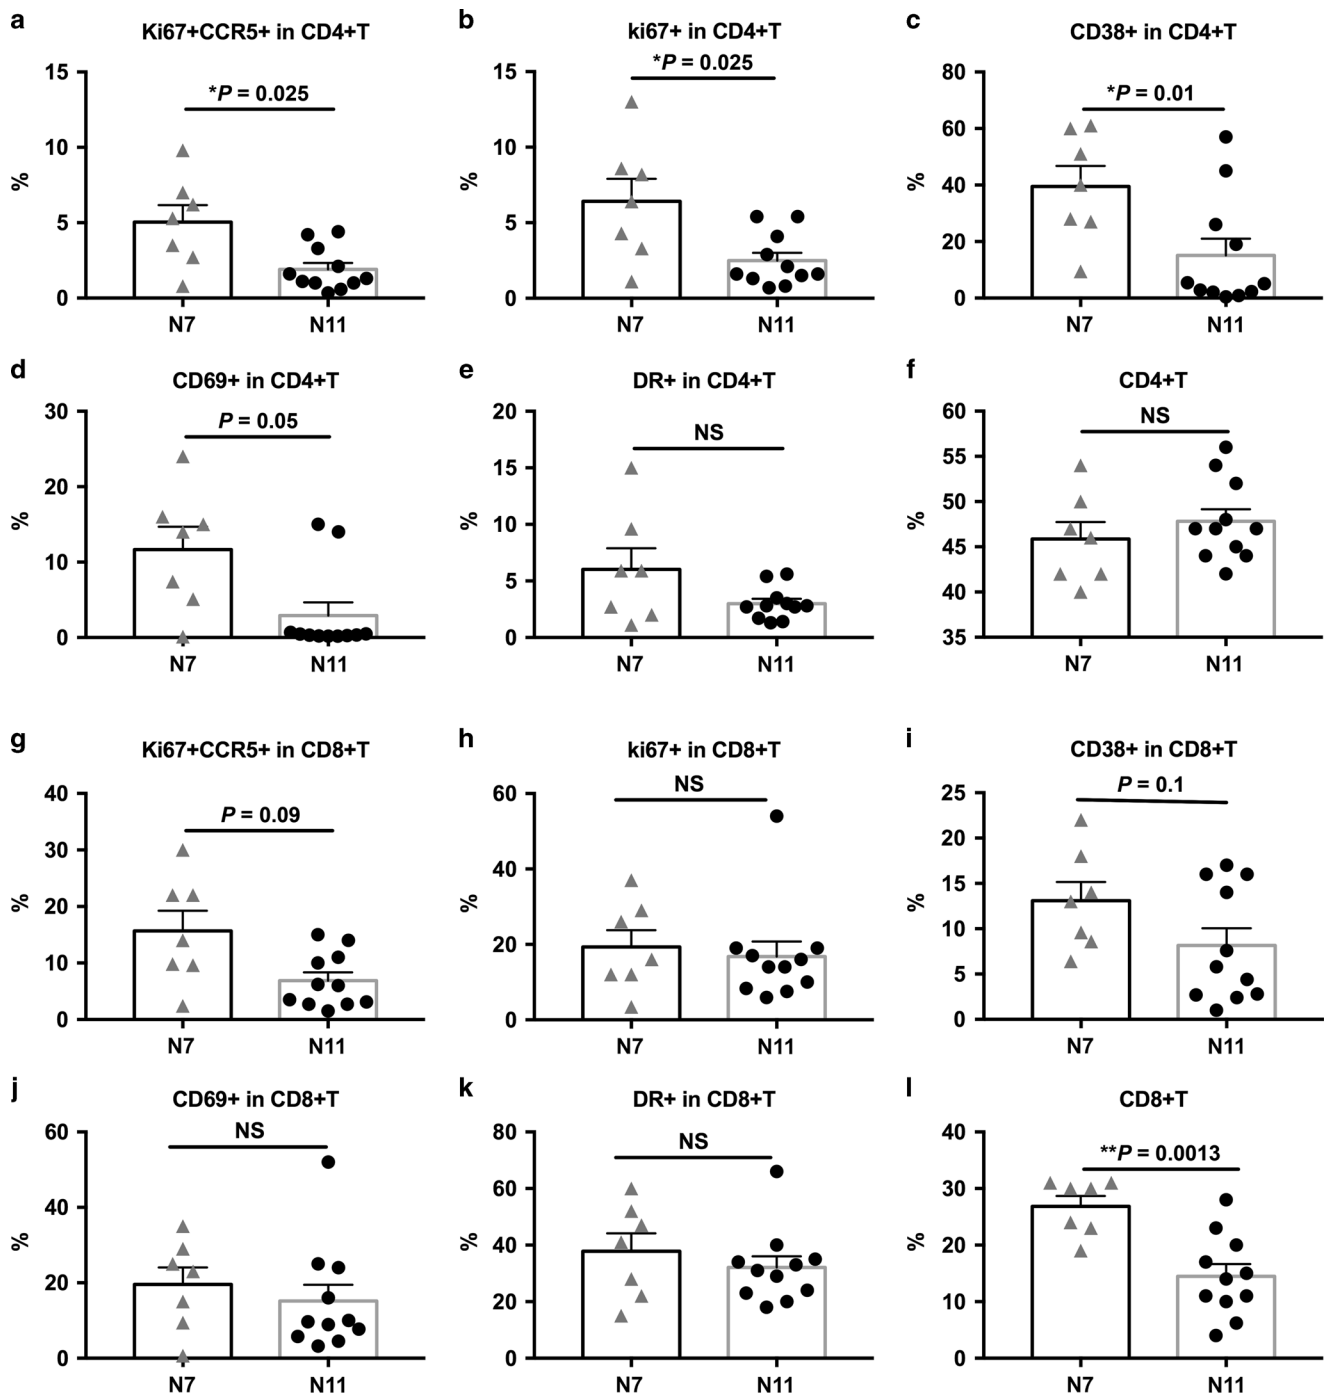 a
Ki67+CCR5+ in CD4+T
*P = 0.025
%
15
10
5
0
N7
N11
b
ki67+ in CD4+T
*P = 0.025
%
15
10
5
0
N7
N11
c
CD38+ in CD4+T
*P = 0.01
%
80
60
40
20
0
N7
N11
d
CD69+ in CD4+T
P = 0.05
%
30
20
10
0
N7
N11
e
DR+ in CD4+T
NS
%
20
15
10
5
0
N7
N11
f
CD4+T
NS
%
60
55
50
45
40
35
N7
N11
g
Ki67+CCR5+ in CD8+T
P = 0.09
%
40
30
20
10
0
N7
N11
h
ki67+ in CD8+T
NS
%
60
40
20
0
N7
N11
i
CD38+ in CD8+T
P = 0.1
%
25
20
15
10
5
0
N7
N11
j
CD69+ in CD8+T
NS
%
60
40
20
0
N7
N11
k
DR+ in CD8+T
NS
%
80
60
40
20
0
N7
N11
l
CD8+T
**P = 0.0013
%
40
30
20
10
0
N7
N11